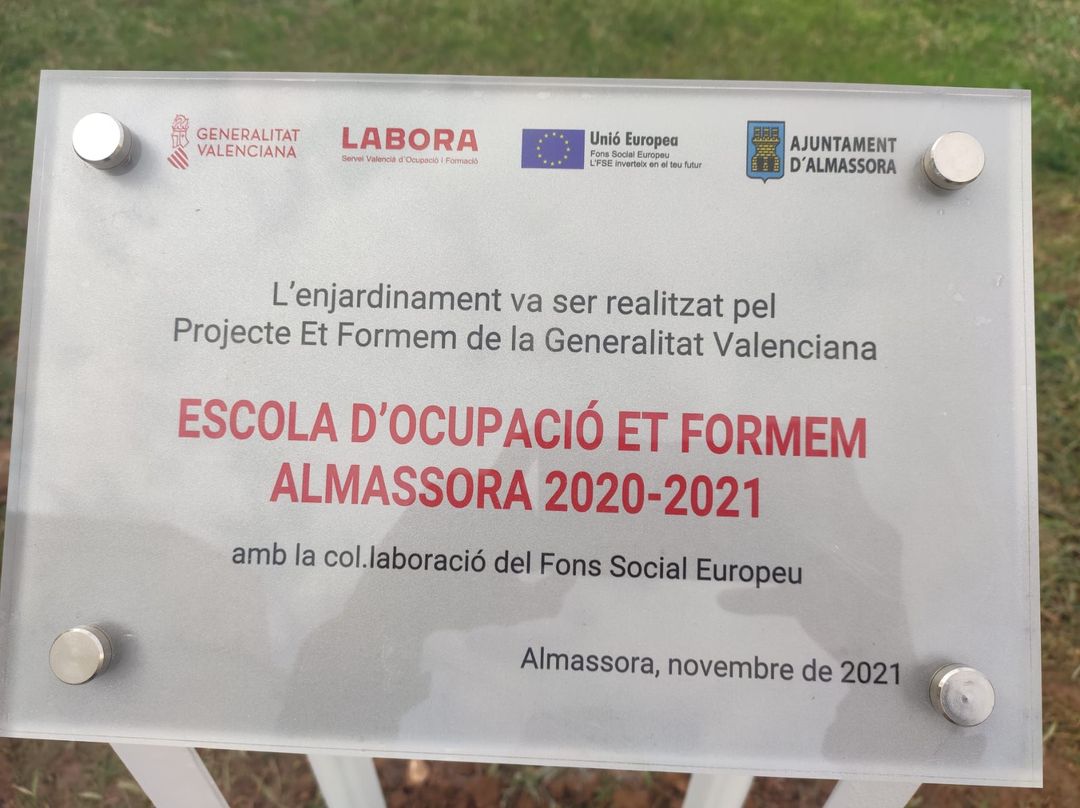 GENERALITAT
VALENCIANA
LABORA
Servei Valencià d'Ocupació i Formació
Unió Europea
Fons Social Europeu
L'FSE inverteix en el teu futur
AJUNTAMENT
D'ALMASSORA
L'enjardinament va ser realitzat pel
Projecte Et Formem de la Generalitat Valenciana
ESCOLA D'OCUPACIÓ ET FORMEM
ALMASSORA 2020-2021
amb la col.laboració del Fons Social Europeu
Almassora, novembre de 2021